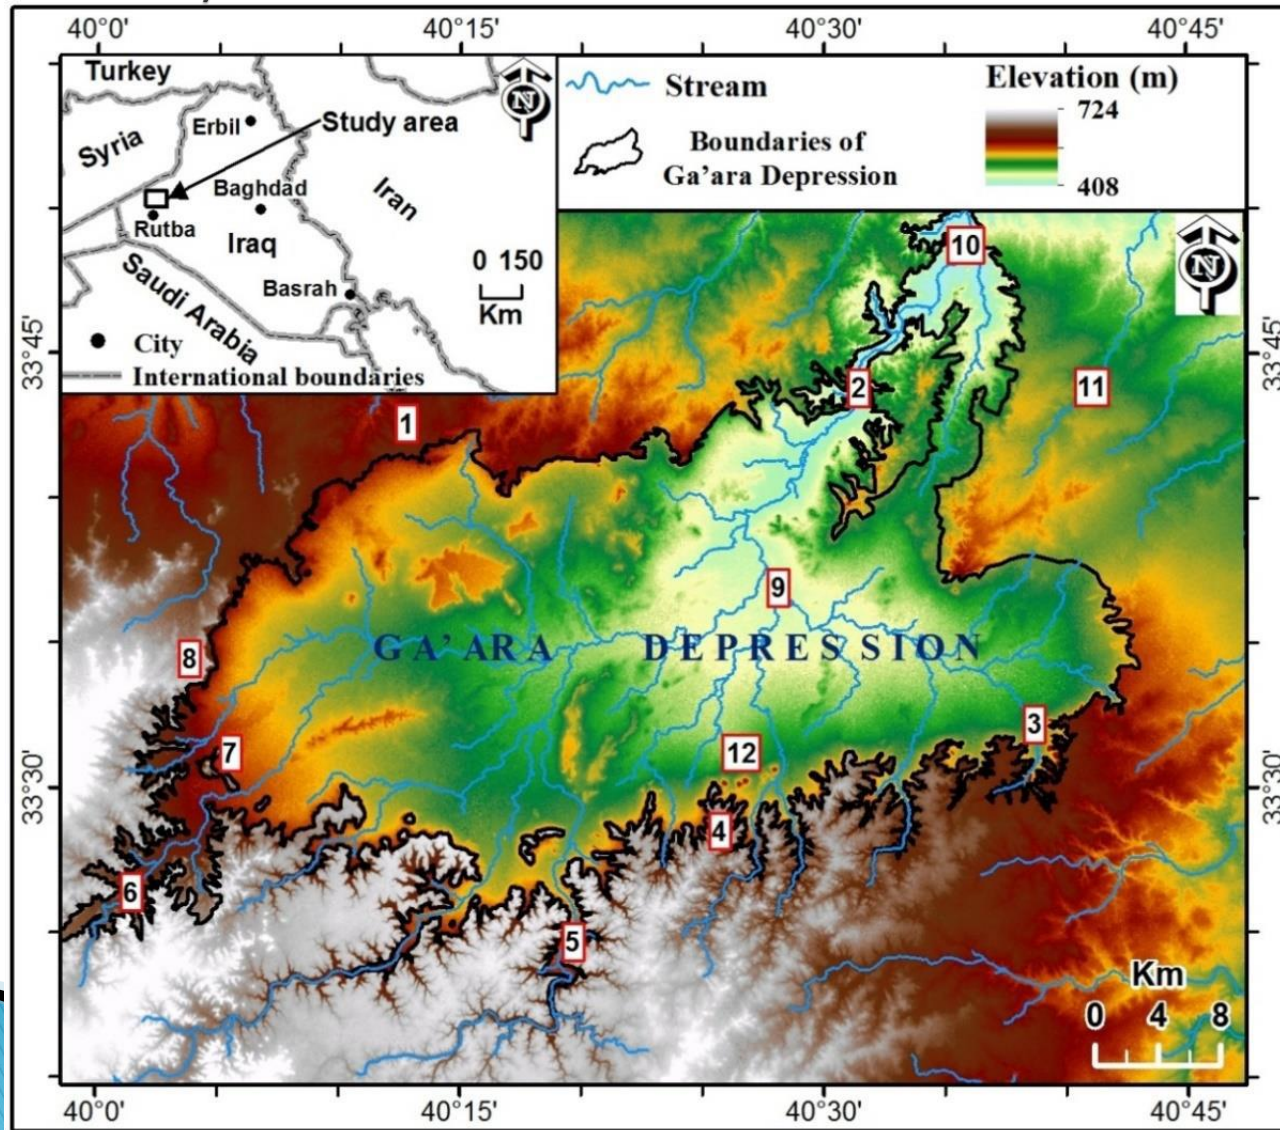 40°0' 40°15' 40°30' 40°45'
Turkey
Syria
Erbil
Study area
N
Baghdad
Iran
Rutba
Iraq
Saudi Arabia
Basrah
0 150
Km
City
International boundaries
Stream
Boundaries of
Ga'ara Depression
Elevation (m)
724
408
N
33°45'
33°45'
10
2
11
1
9
GA'ARA DEPRESSION
8
7
3
12
33°30'
33°30'
4
6
5
Km
0 4 8
40°0' 40°15' 40°30' 40°45'